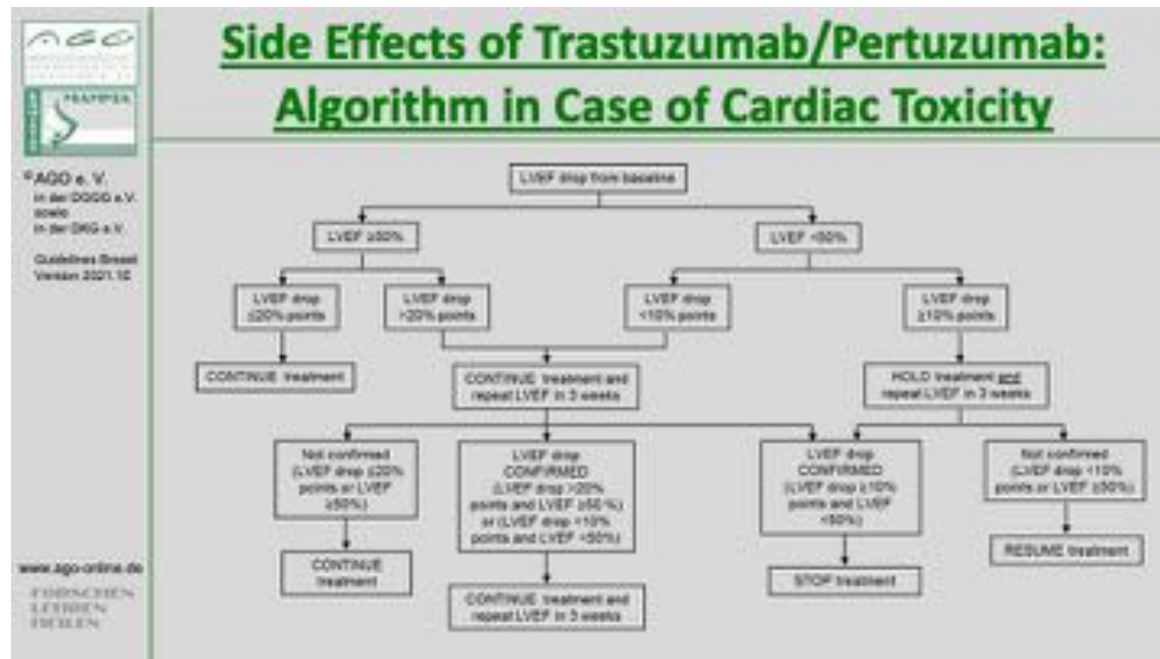 AGO
MAMMA
Side Effects of Trastuzumab/Pertuzumab:
Algorithm in Case of Cardiac Toxicity
© AGO e. V.
in der DGGG e.V.
sowie
in der DKG e.V.
Guidelines Breast
Version 2021.1E
LVEF drop from baseline
LVEF ≥50%
LVEF <50%
LVEF drop
≤20% points
LVEF drop
>20% points
LVEF drop
<10% points
LVEF drop
≥10% points
CONTINUE treatment
CONTINUE treatment and
repeat LVEF in 3 weeks
HOLD treatment and
repeat LVEF in 3 weeks
Not confirmed
(LVEF drop ≤20%
points or LVEF
≥50%)
LVEF drop
CONFIRMED
(LVEF drop >20%
points and LVEF ≥50%)
or (LVEF drop <10%
points and LVEF <50%)
LVEF drop
CONFIRMED
(LVEF drop ≥10%
points and LVEF
<50%)
Not confirmed
(LVEF drop <10%
points or LVEF ≥50%)
CONTINUE
treatment
CONTINUE treatment and
repeat LVEF in 3 weeks
STOP treatment
RESUME treatment
www.ago-online.de
FORSCHEN
LEHREN
HEILEN